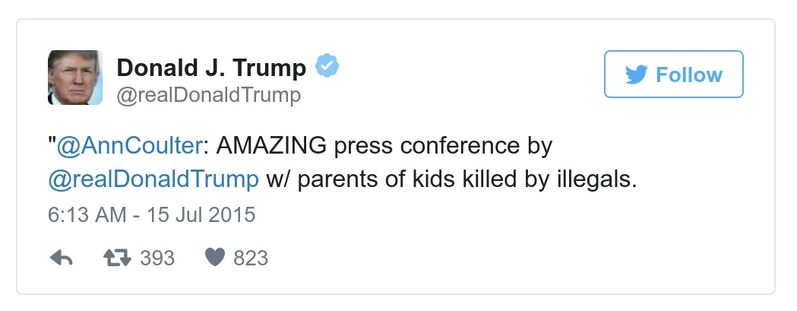 Donald J. Trump
@realDonaldTrump
Follow
"@AnnCoulter: AMAZING press conference by
@realDonaldTrump w/ parents of kids killed by illegals.
6:13 AM - 15 Jul 2015
393 823